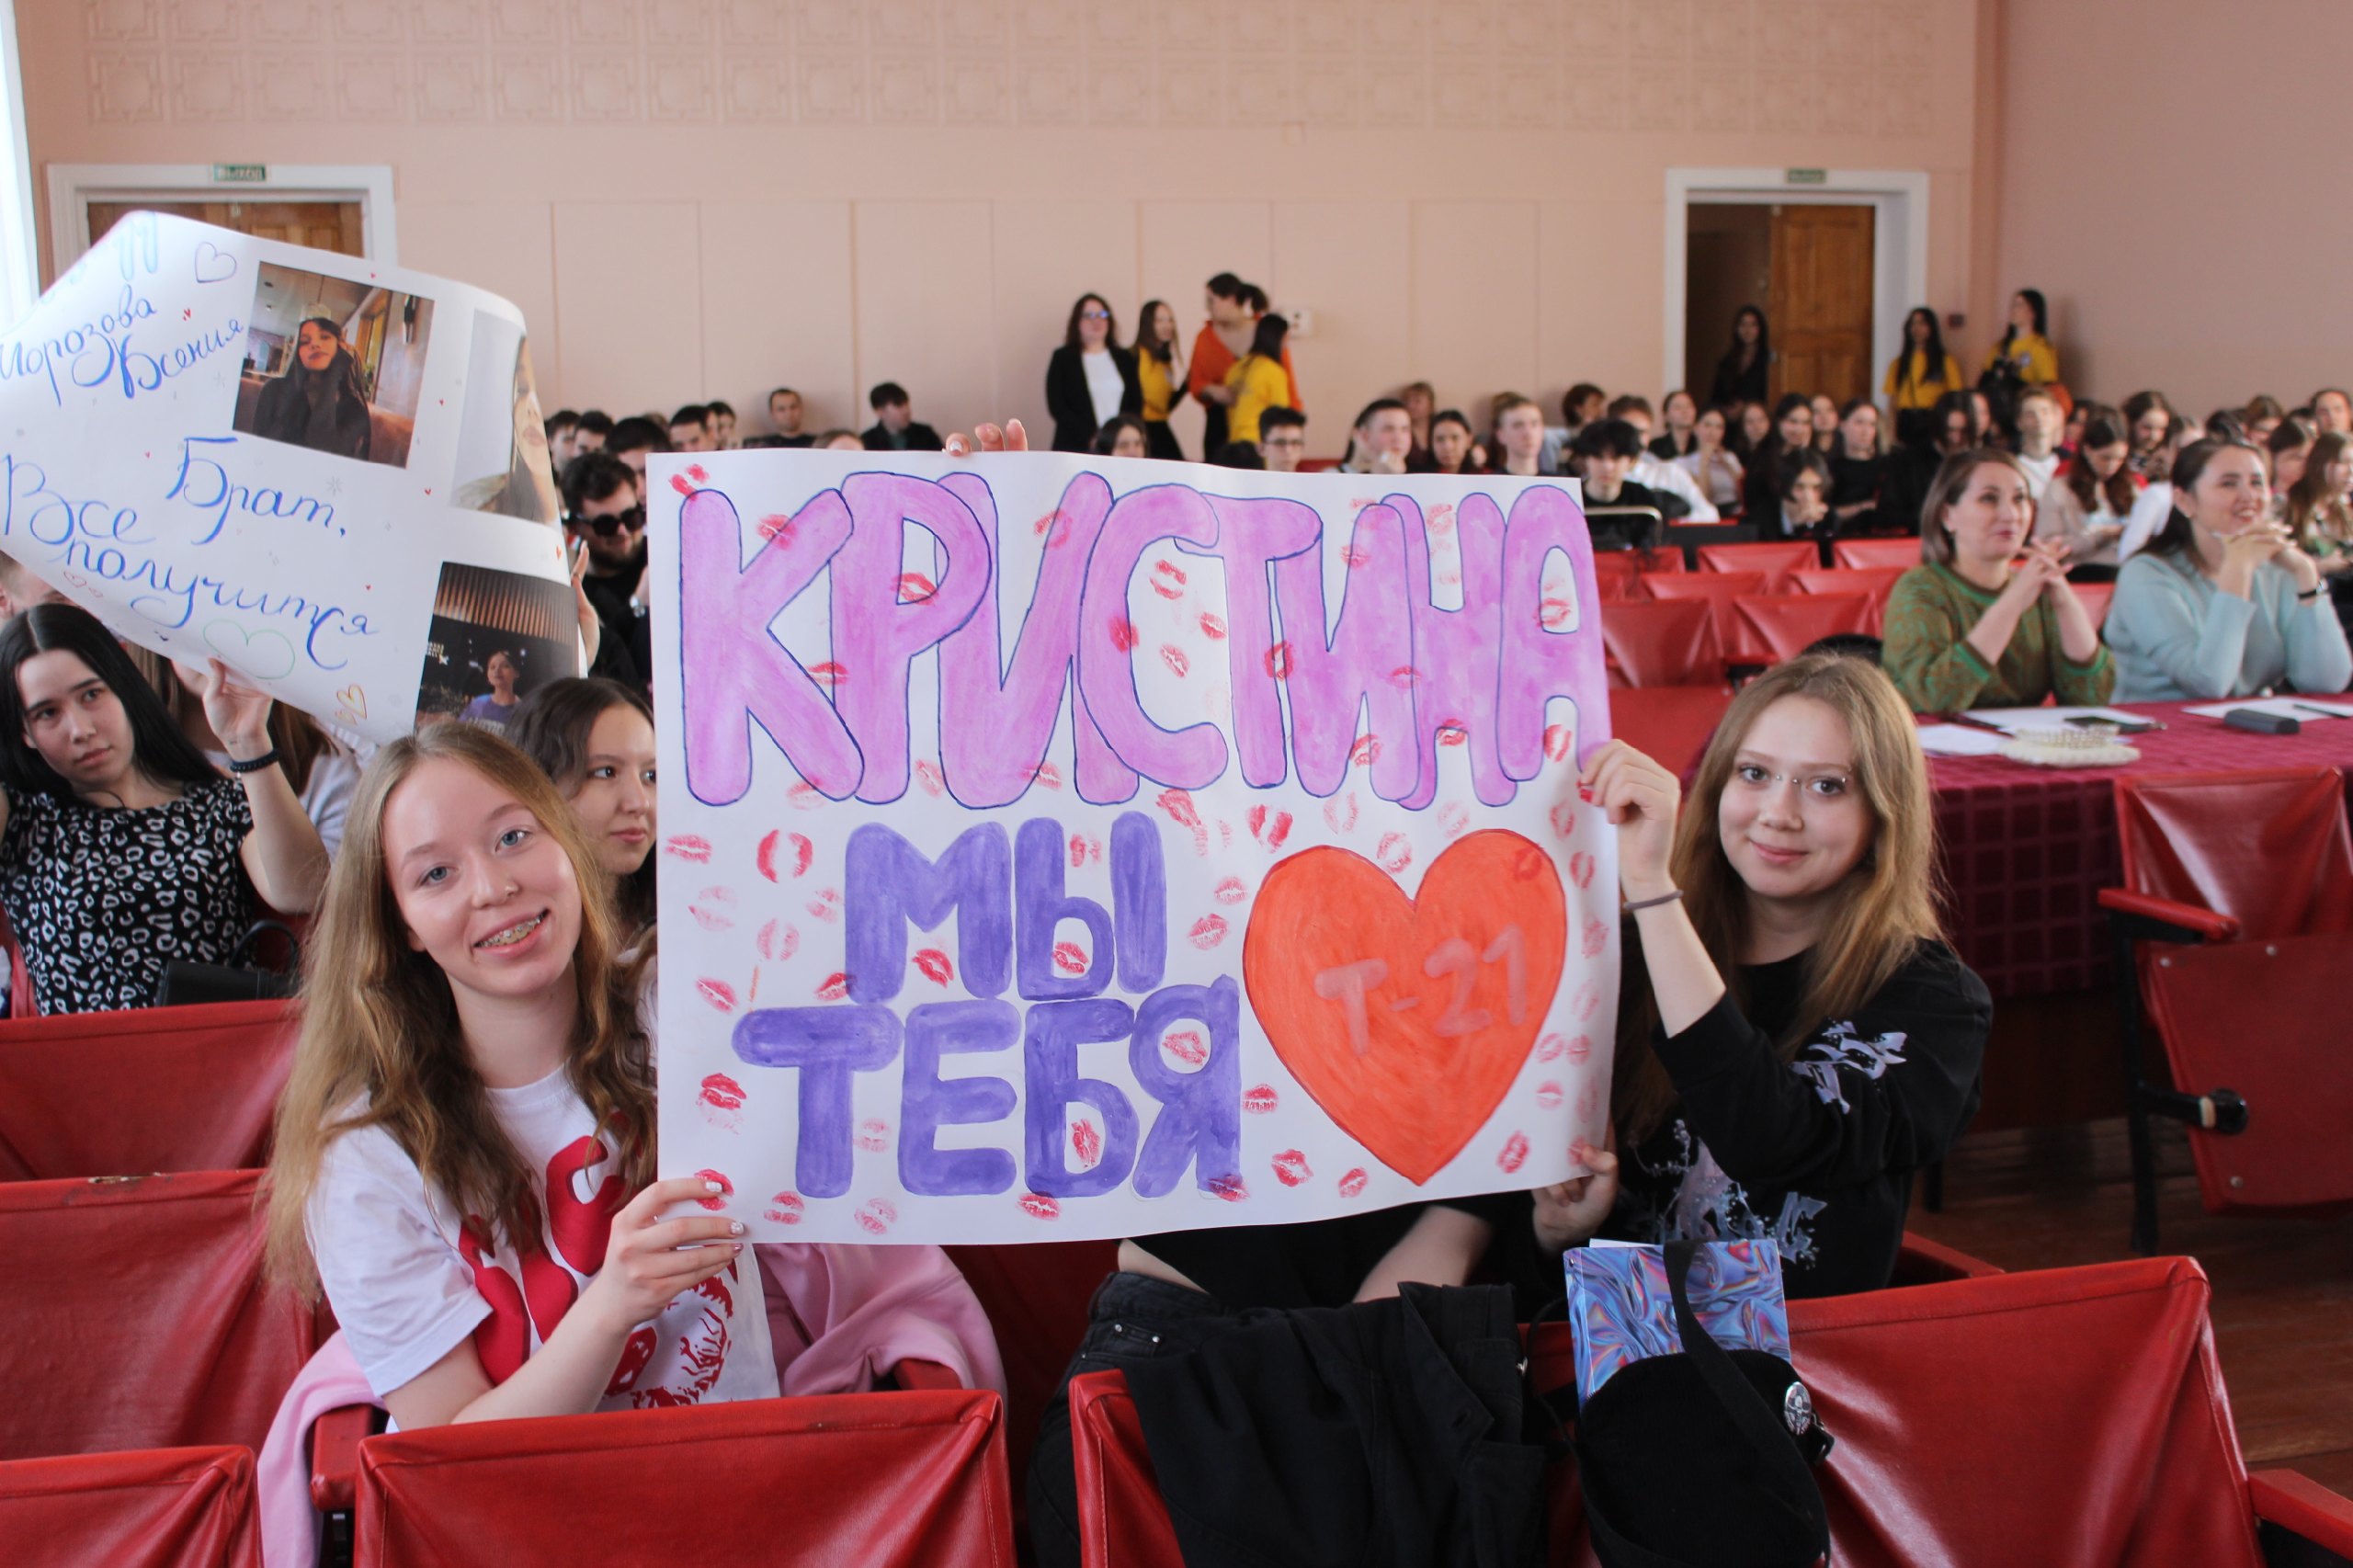 Морозова
Ксения
Брат,
Все
получится
КРИСТИНА
МЫ
ТЕБЯ
Т-21